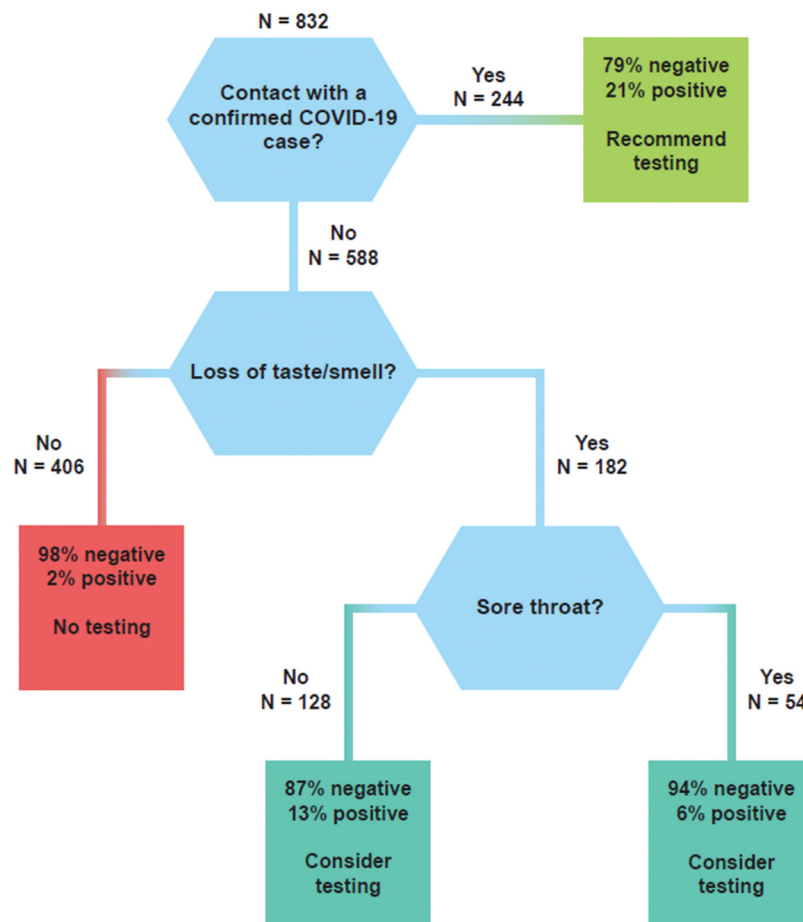 N = 832
Contact with a
confirmed COVID-19
case?
Yes
N = 244
79% negative
21% positive
Recommend
testing
No
N = 588
Loss of taste/smell?
No
N = 406
98% negative
2% positive
No testing
Yes
N = 182
Sore throat?
No
N = 128
87% negative
13% positive
Consider
testing
Yes
N = 54
94% negative
6% positive
Consider
testing